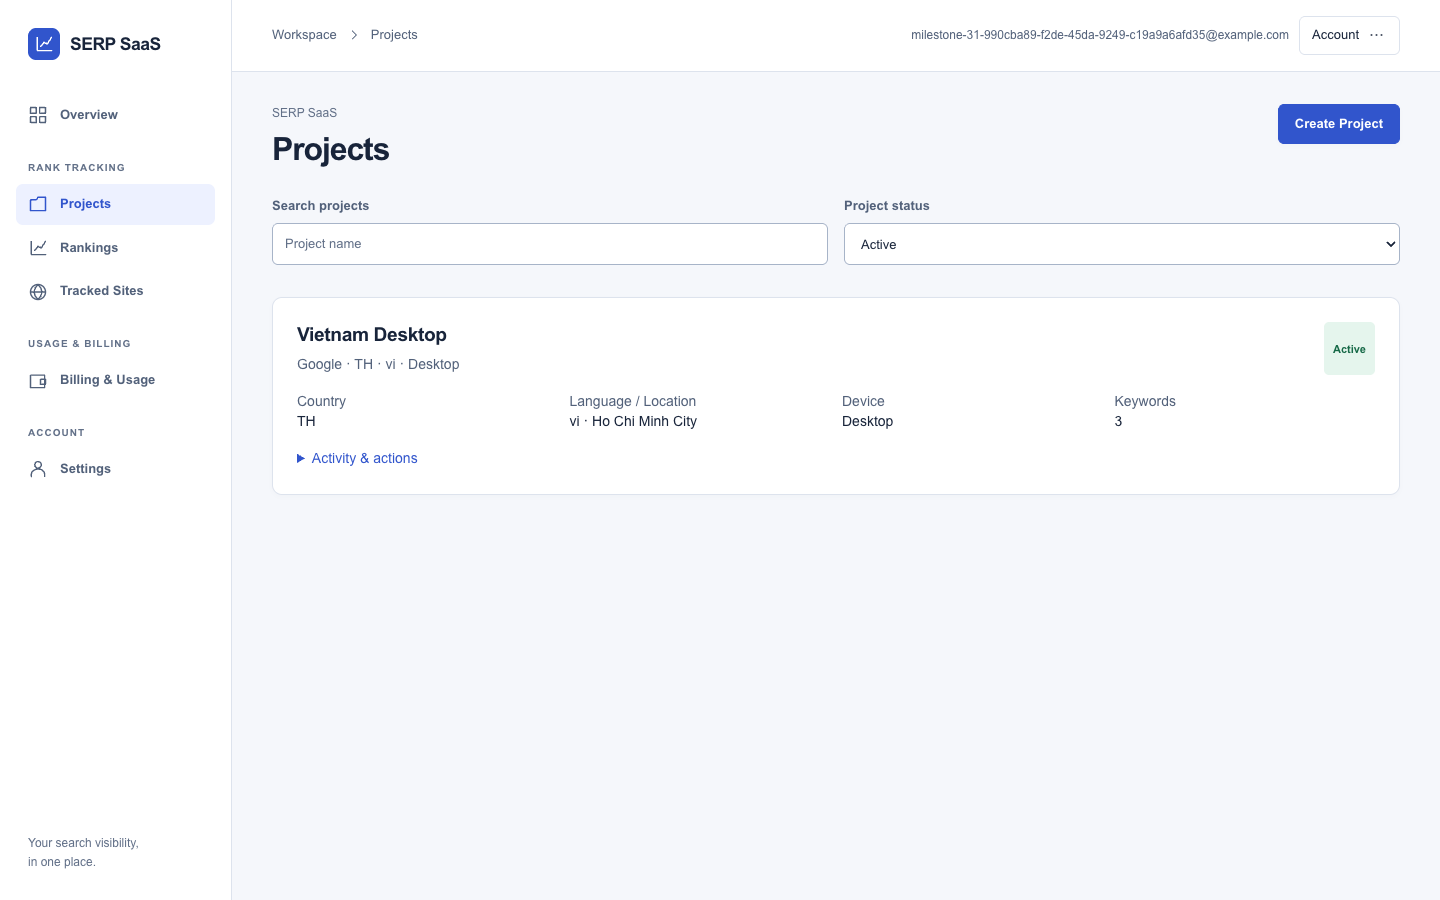 SERP SaaS
Overview
RANK TRACKING
Projects
Rankings
Tracked Sites
USAGE & BILLING
Billing & Usage
ACCOUNT
Settings
Your search visibility,
in one place.
Workspace > Projects
milestone-31-990cba89-f2de-45da-9249-c19a9a6afd35@example.com
Account ···
SERP SaaS
Projects
Create Project
Search projects
Project name
Project status
Active
Vietnam Desktop
Active
Google · TH · vi · Desktop
Country
TH
Language / Location
vi · Ho Chi Minh City
Device
Desktop
Keywords
3
Activity & actions